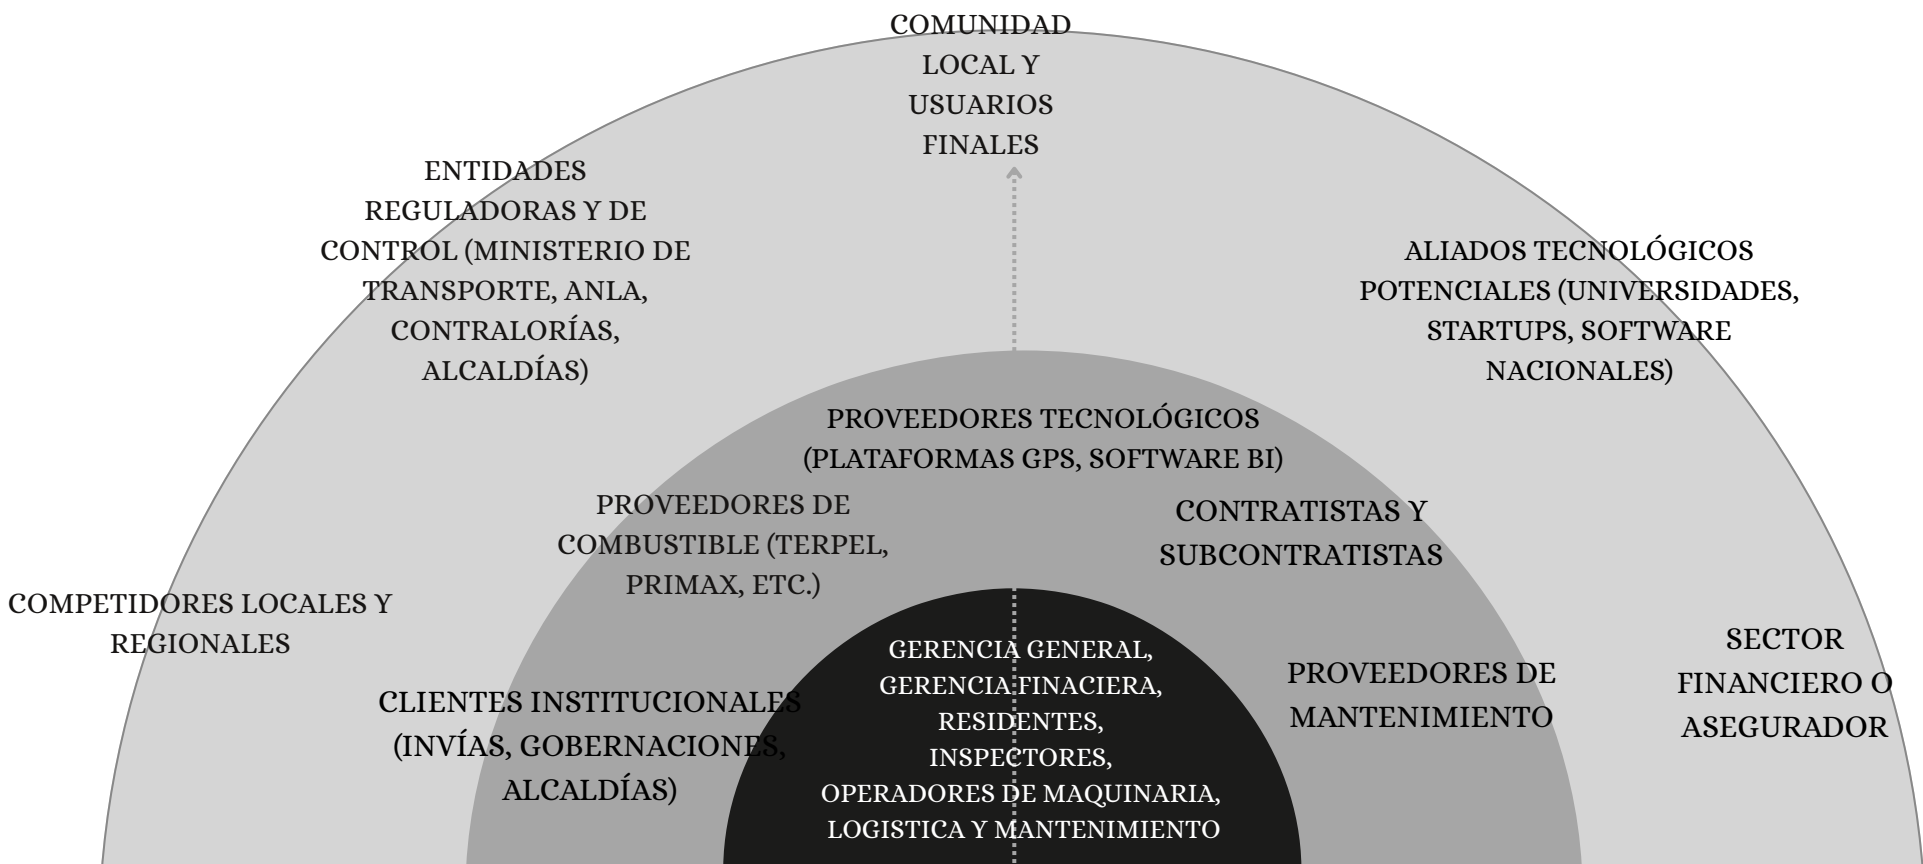 COMUNIDAD
LOCAL Y
USUARIOS
FINALES
ENTIDADES
REGULADORAS Y DE
CONTROL (MINISTERIO DE
TRANSPORTE, ANLA,
CONTRALORÍAS,
ALCALDÍAS)
ALIADOS TECNOLÓGICOS
POTENCIALES (UNIVERSIDADES,
STARTUPS, SOFTWARE
NACIONALES)
PROVEEDORES TECNOLÓGICOS
(PLATAFORMAS GPS, SOFTWARE BI)
PROVEEDORES DE
COMBUSTIBLE (TERPEL,
PRIMAX, ETC.)
CONTRATISTAS Y
SUBCONTRATISTAS
COMPETIDORES LOCALES Y
REGIONALES
CLIENTES INSTITUCIONALES
(INVÍAS, GOBERNACIONES,
ALCALDÍAS)
GERENCIA GENERAL,
GERENCIA FINACIERA,
RESIDENTES,
INSPECTORES,
OPERADORES DE MAQUINARIA,
LOGISTICA Y MANTENIMIENTO
PROVEEDORES DE
MANTENIMIENTO
SECTOR
FINANCIERO O
ASEGURADOR